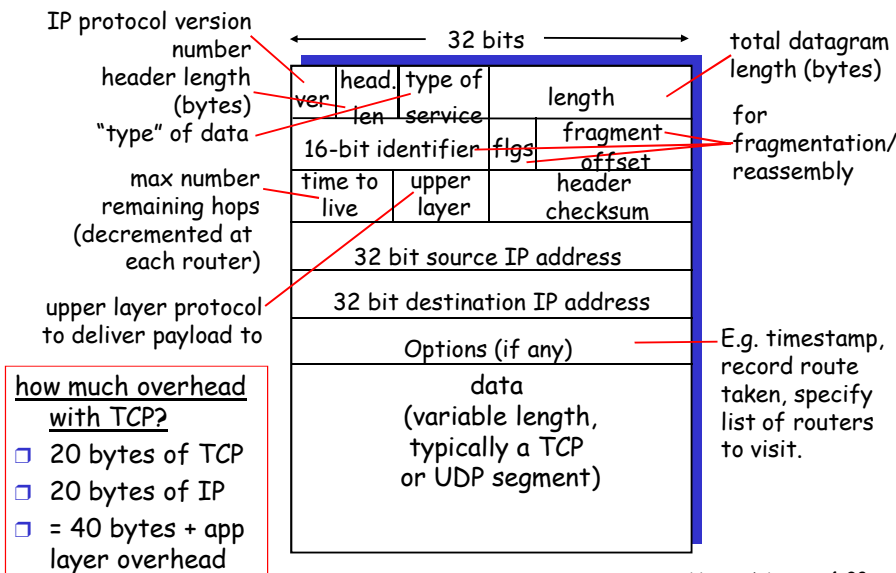 IP protocol version
number
header length
(bytes)
"type" of data
max number
remaining hops
(decremented at
each router)
upper layer protocol
to deliver payload to
how much overhead
with TCP?
20 bytes of TCP
20 bytes of IP
= 40 bytes + app
layer overhead
32 bits
ver
head.
len
type of
service
length
16-bit identifier
flgs
fragment
offset
time to
live
upper
layer
header
checksum
32 bit source IP address
32 bit destination IP address
Options (if any)
data
(variable length,
typically a TCP
or UDP segment)
total datagram
length (bytes)
for
fragmentation/
reassembly
E.g. timestamp,
record route
taken, specify
list of routers
to visit.